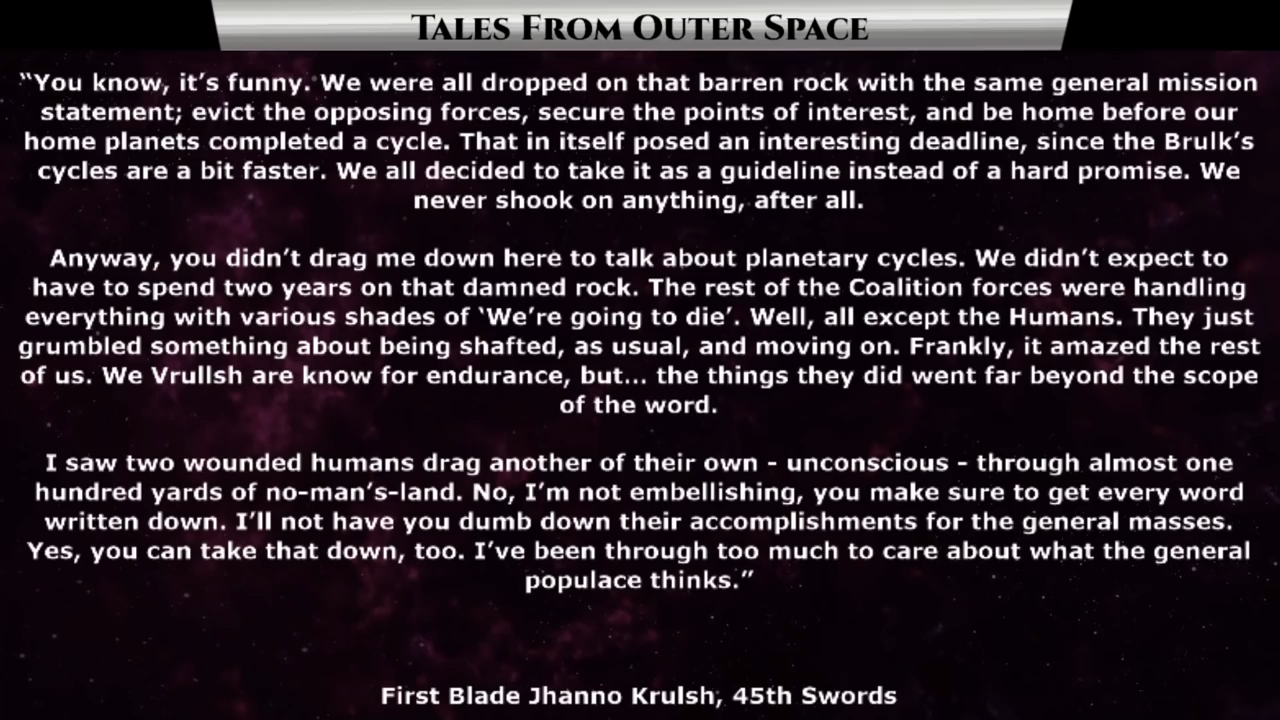 Tales From Outer Space
“You know, it’s funny. We were all dropped on that barren rock with the same general mission
statement; evict the opposing forces, secure the points of interest, and be home before our
home planets completed a cycle. That in itself posed an interesting deadline, since the Brulk’s
cycles are a bit faster. We all decided to take it as a guideline instead of a hard promise. We
never shook on anything, after all.
Anyway, you didn’t drag me down here to talk about planetary cycles. We didn’t expect to
have to spend two years on that damned rock. The rest of the Coalition forces were handling
everything with various shades of ‘We’re going to die’. Well, all except the Humans. They just
grumbled something about being shafted, as usual, and moving on. Frankly, it amazed the rest
of us. We Vrullsh are know for endurance, but... the things they did went far beyond the scope
of the word.
I saw two wounded humans drag another of their own - unconscious - through almost one
hundred yards of no-man’s-land. No, I’m not embellishing, you make sure to get every word
written down. I’ll not have you dumb down their accomplishments for the general masses.
Yes, you can take that down, too. I’ve been through too much to care about what the general
populace thinks.”
First Blade Jhanno Krulsh, 45th Swords